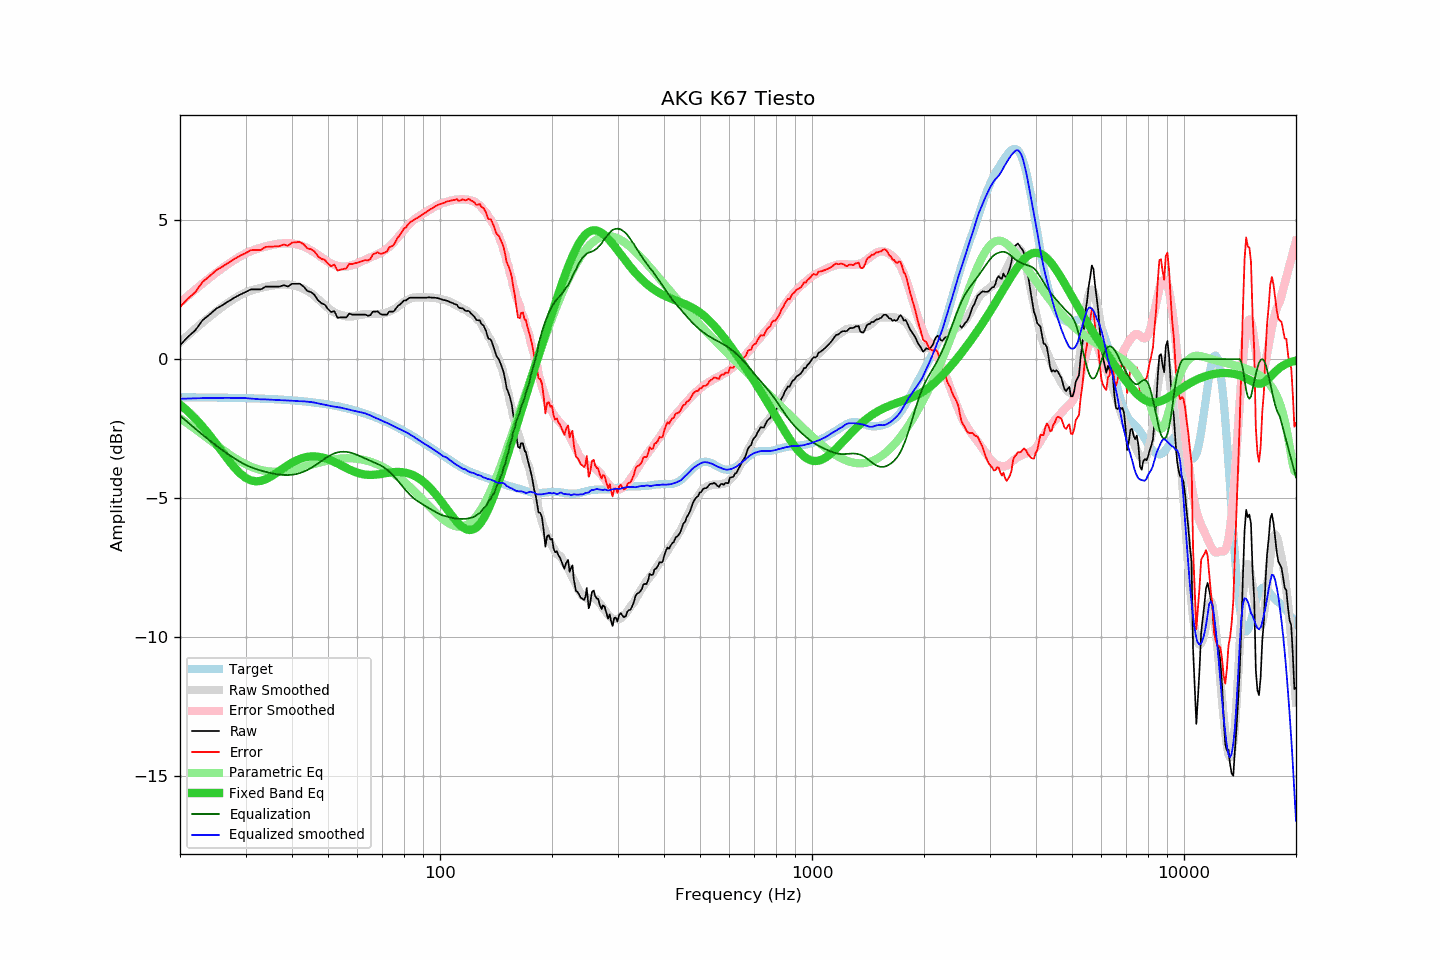 AKG K67 Tiesto
Amplitude (dBr)
5
0
−5
−10
−15
Target
Raw Smoothed
Error Smoothed
Raw
Error
Parametric Eq
Fixed Band Eq
Equalization
Equalized smoothed
100
1000
10000
Frequency (Hz)